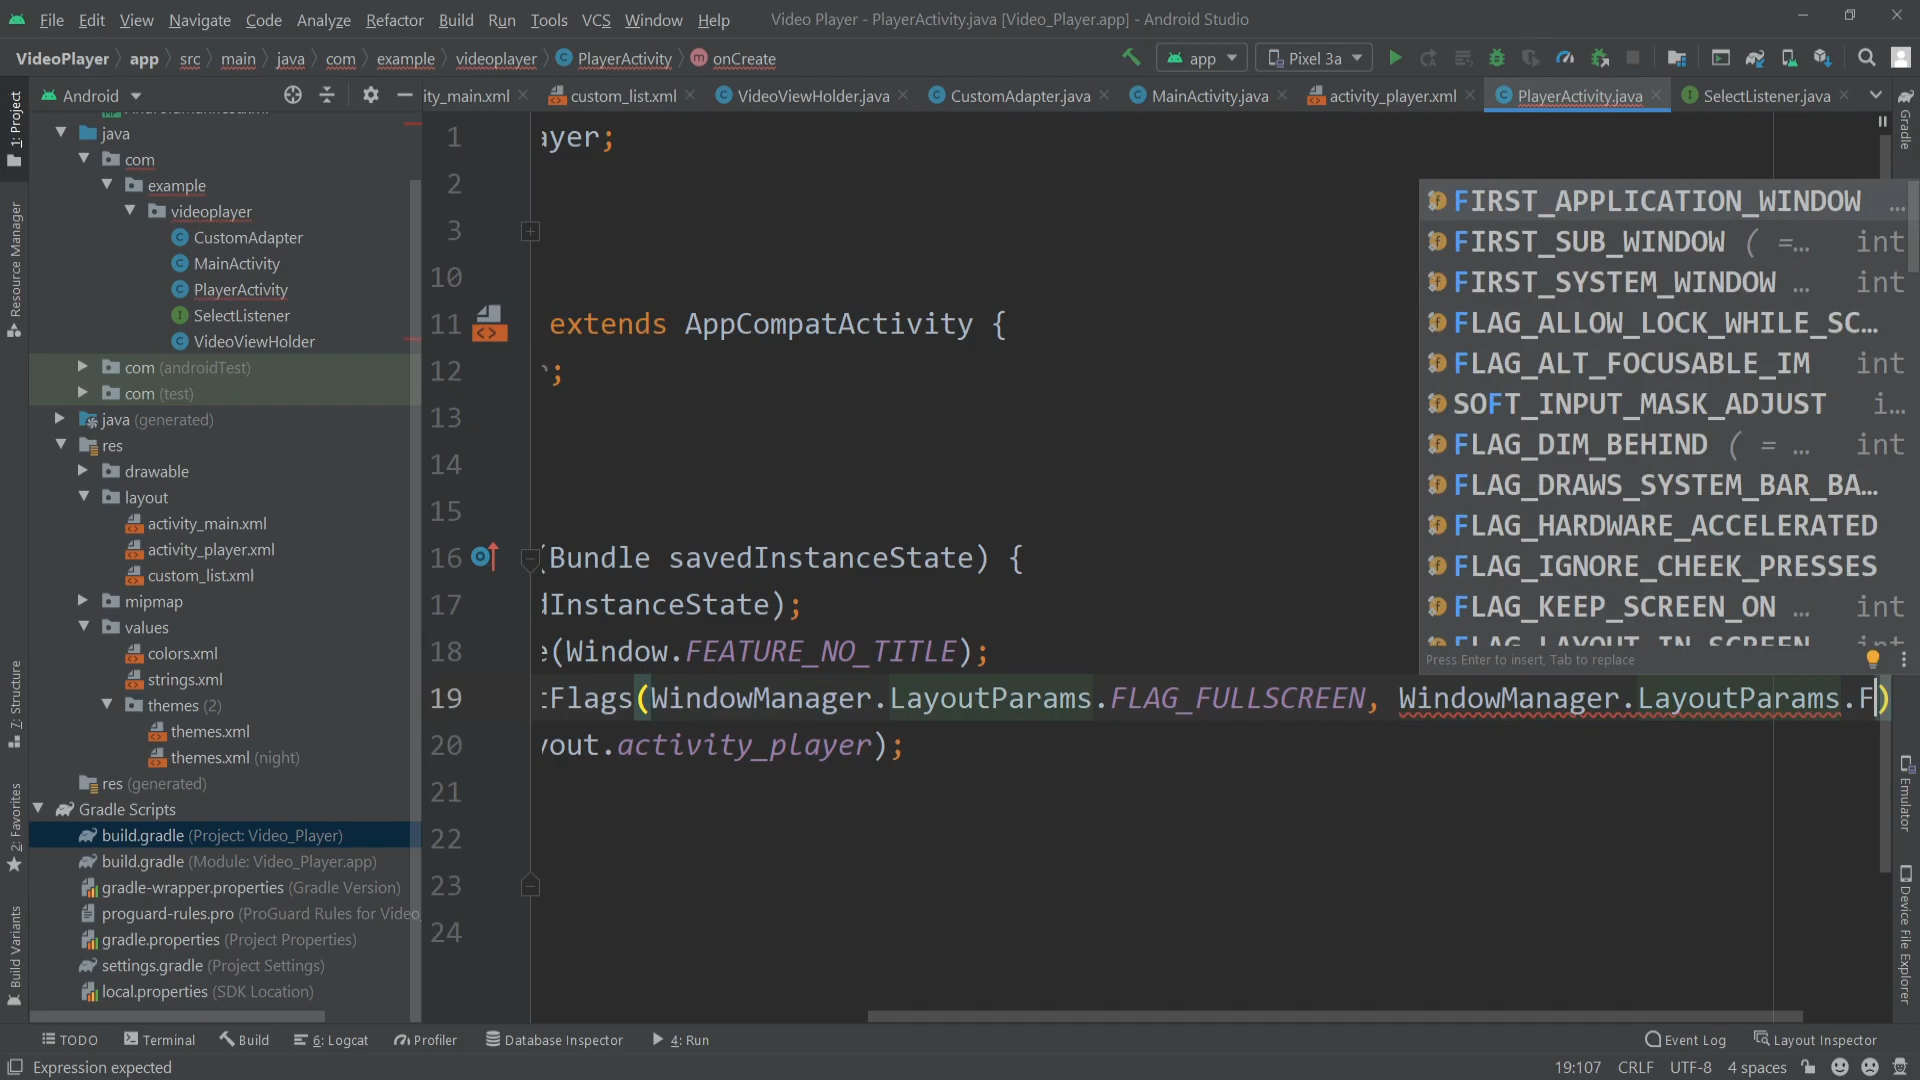 File Edit View Navigate Code Analyze Refactor Build Run Tools VCS Window Help Video Player - PlayerActivity.java [Video_Player.app] - Android Studio
VideoPlayer app src main java com example videoplayer PlayerActivity onCreate app Pixel 3a
Android
ity_main.xml custom_list.xml VideoViewHolder.java CustomAdapter.java MainActivity.java activity_player.xml PlayerActivity.java SelectListener.java
1: Project
Resource Manager
7: Structure
2: Favorites
Build Variants
java
com
example
videoplayer
CustomAdapter
MainActivity
PlayerActivity
SelectListener
VideoViewHolder
com (androidTest)
com (test)
java (generated)
res
drawable
layout
activity_main.xml
activity_player.xml
custom_list.xml
mipmap
values
colors.xml
strings.xml
themes (2)
themes.xml
themes.xml (night)
res (generated)
Gradle Scripts
build.gradle (Project: Video_Player)
build.gradle (Module: Video_Player.app)
gradle-wrapper.properties (Gradle Version)
proguard-rules.pro (ProGuard Rules for Video
gradle.properties (Project Properties)
settings.gradle (Project Settings)
local.properties (SDK Location)
1 ayer;
2
3
10
11 extends AppCompatActivity {
12 ;
13
14
15
16 (Bundle savedInstanceState) {
17 dInstanceState);
18 e(Window.FEATURE_NO_TITLE);
19 tFlags(WindowManager.LayoutParams.FLAG_FULLSCREEN, WindowManager.LayoutParams.F)
20 yout.activity_player);
21
22
23
24
FIRST_APPLICATION_WINDOW …
FIRST_SUB_WINDOW ( =… int
FIRST_SYSTEM_WINDOW … int
FLAG_ALLOW_LOCK_WHILE_SC…
FLAG_ALT_FOCUSABLE_IM int
SOFT_INPUT_MASK_ADJUST i…
FLAG_DIM_BEHIND ( = … int
FLAG_DRAWS_SYSTEM_BAR_BA…
FLAG_HARDWARE_ACCELERATED
FLAG_IGNORE_CHEEK_PRESSES
FLAG_KEEP_SCREEN_ON … int
FLAG_LAYOUT_IN_SCREEN int
Press Enter to insert, Tab to replace
Gradle
Emulator
Device File Explorer
TODO Terminal Build 6: Logcat Profiler Database Inspector 4: Run Event Log Layout Inspector
Expression expected 19:107 CRLF UTF-8 4 spaces